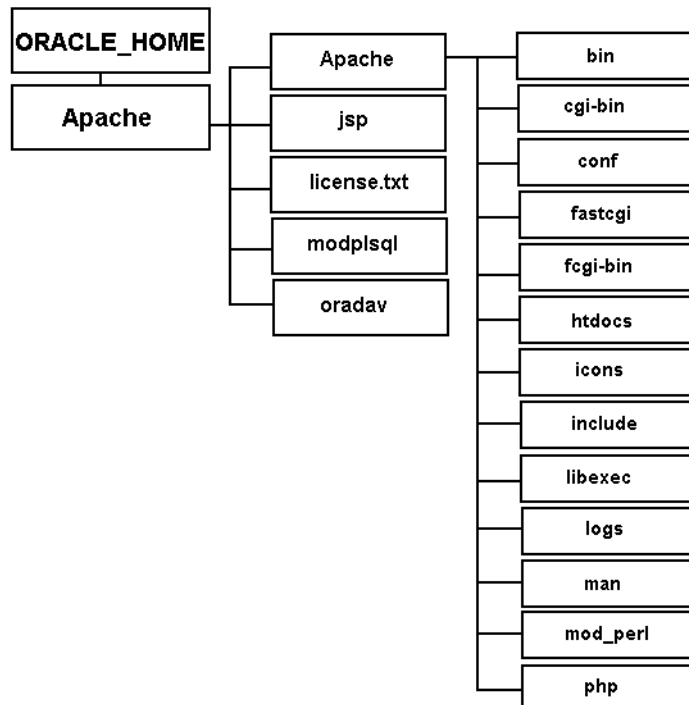 ORACLE_HOME
Apache
Apache
jsp
license.txt
modplsql
oradav
bin
cgi-bin
conf
fastcgi
fcgi-bin
htdocs
icons
include
libexec
logs
man
mod_perl
php